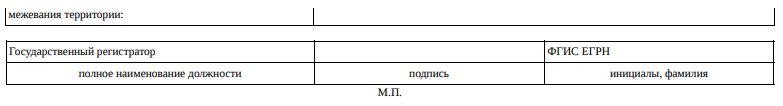 межевания территории:
Государственный регистратор ФГИС ЕГРН
полное наименование должности подпись инициалы, фамилия
М.П.